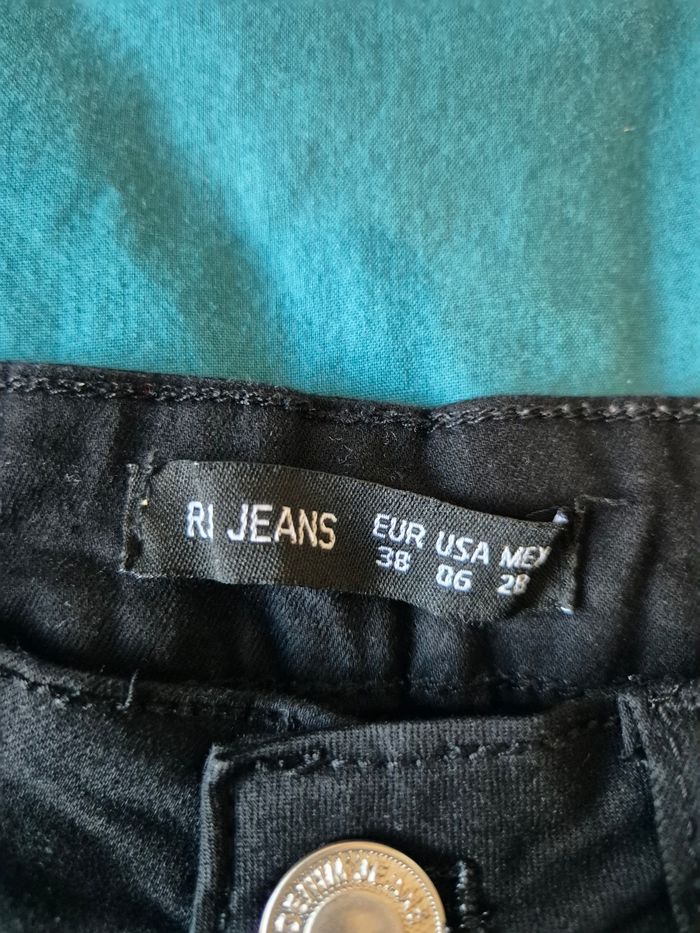 RI JEANS
EUR USA MEX
38 06 28